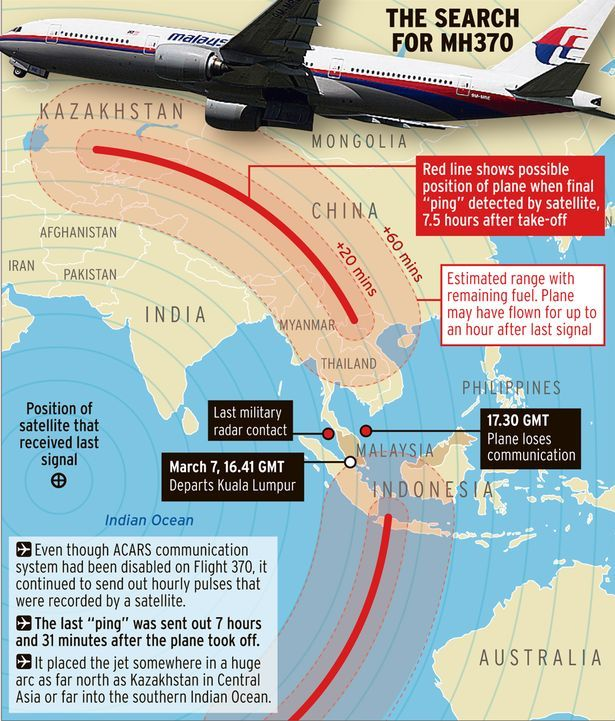 THE SEARCH
FOR MH370
malaysia
KAZAKHSTAN
MONGOLIA
Red line shows possible
position of plane when final
"ping" detected by satellite,
7.5 hours after take-off
CHINA
+20 mins
+60 mins
AFGHANISTAN
IRAN
PAKISTAN
INDIA
Estimated range with
remaining fuel. Plane
may have flown for up to
an hour after last signal
MYANMAR
THAILAND
PHILIPPINES
Position of
satellite that
received last
signal
Last military
radar contact
17.30 GMT
Plane loses
communication
MALAYSIA
March 7, 16.41 GMT
Departs Kuala Lumpur
INDONESIA
Indian Ocean
Even though ACARS communication
system had been disabled on Flight 370, it
continued to send out hourly pulses that
were recorded by a satellite.
The last "ping" was sent out 7 hours
and 31 minutes after the plane took off.
It placed the jet somewhere in a huge
arc as far north as Kazakhstan in Central
Asia or far into the southern Indian Ocean.
AUSTRALIA